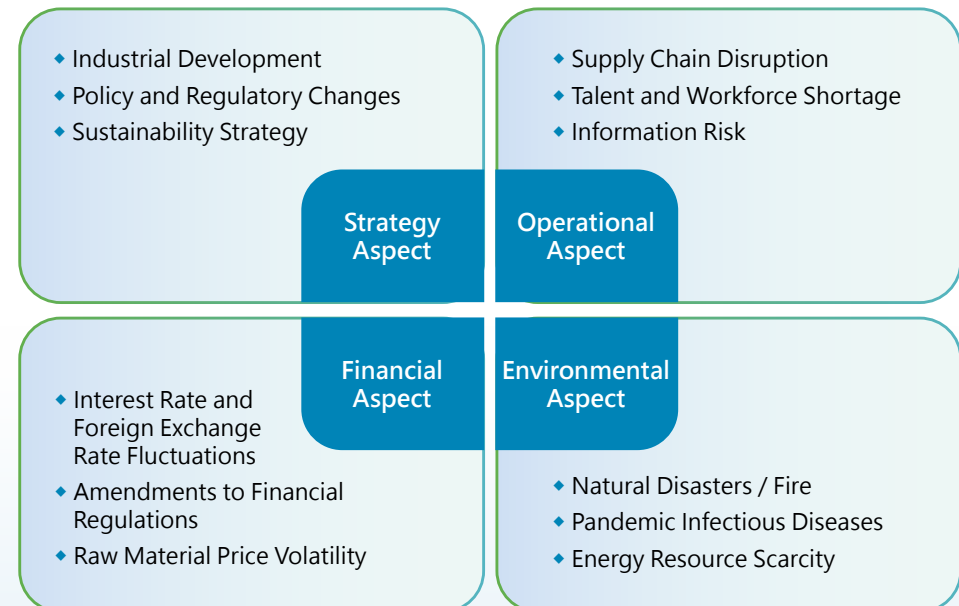 ◆ Industrial Development
◆ Policy and Regulatory Changes
◆ Sustainability Strategy
Strategy
Aspect
◆ Supply Chain Disruption
◆ Talent and Workforce Shortage
◆ Information Risk
Operational
Aspect
Financial
Aspect
◆ Interest Rate and
Foreign Exchange
Rate Fluctuations
◆ Amendments to Financial
Regulations
◆ Raw Material Price Volatility
Environmental
Aspect
◆ Natural Disasters / Fire
◆ Pandemic Infectious Diseases
◆ Energy Resource Scarcity